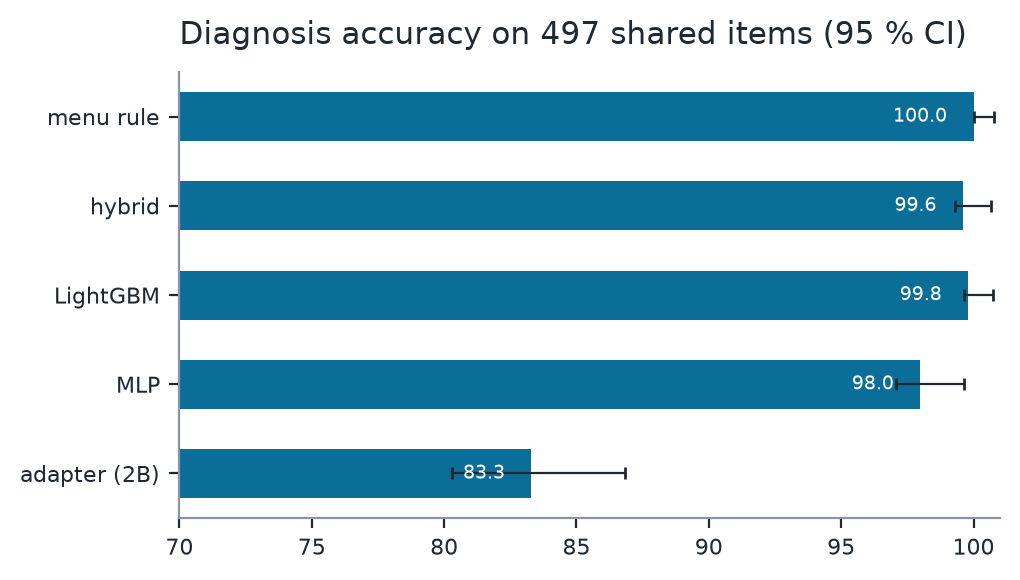 Diagnosis accuracy on 497 shared items (95 % CI)
menu rule
100.0
hybrid
99.6
LightGBM
99.8
MLP
98.0
adapter (2B)
83.3
70 75 80 85 90 95 100